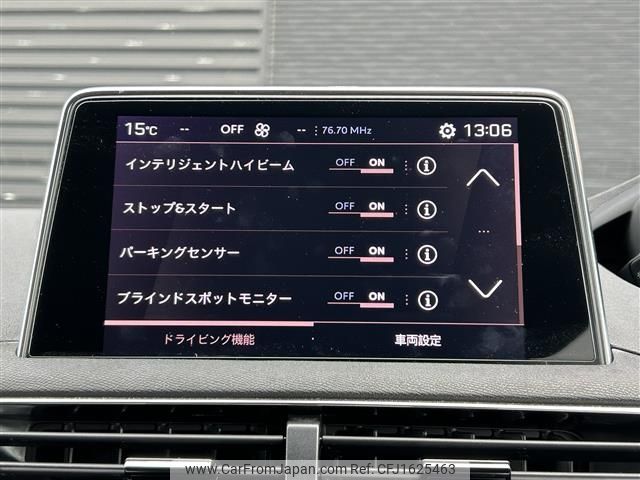 15℃ -- OFF -- 76.70 MHz 13:06
インテリジェントハイビーム OFF ON
ストップ&スタート OFF ON
パーキングセンサー OFF ON
ブラインドスポットモニター OFF ON
ドライビング機能 車両設定
www.CarFromJapan.com CFJ1625463